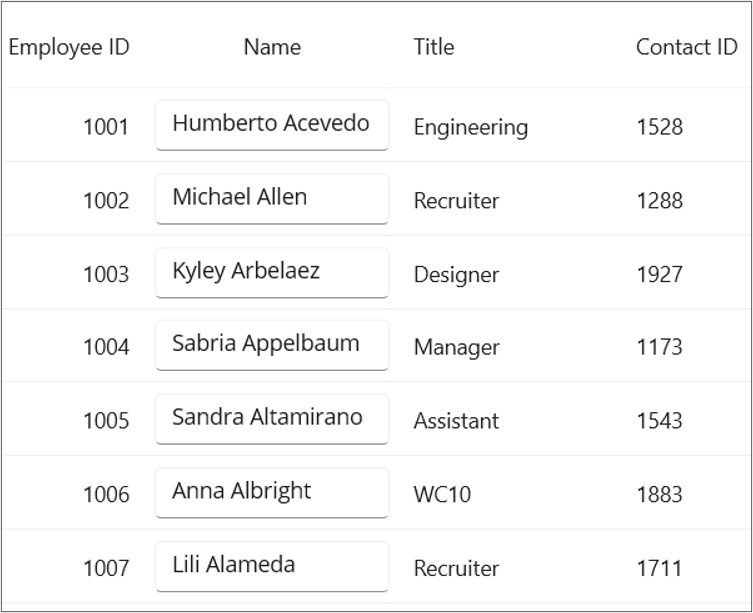 Employee ID Name Title Contact ID
1001 Humberto Acevedo Engineering 1528
1002 Michael Allen Recruiter 1288
1003 Kyley Arbelaez Designer 1927
1004 Sabria Appelbaum Manager 1173
1005 Sandra Altamirano Assistant 1543
1006 Anna Albright WC10 1883
1007 Lili Alameda Recruiter 1711